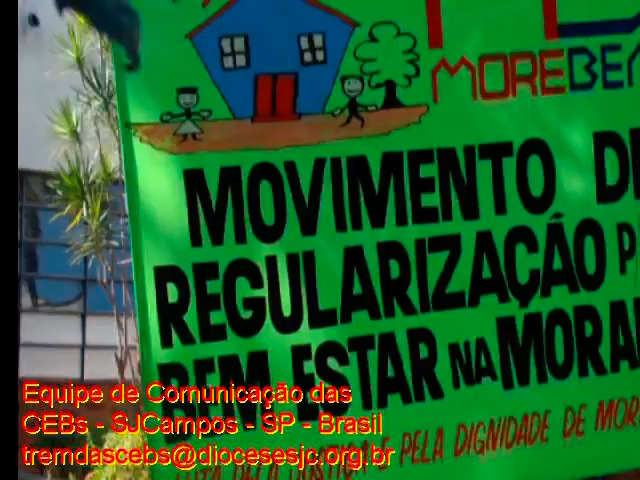 MOREBE
MOVIMENTO D
REGULARIZAÇÃO P
BEM ESTAR NA MORA
PELA DIGNIDADE DE MOR
Equipe de Comunicação das
CEBs - SJCampos - SP - Brasil
tremdascebs@diocesesjc.org.br